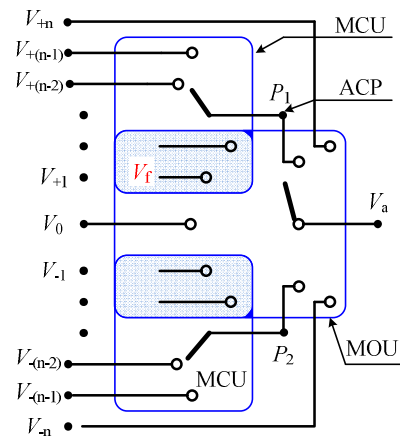 V+n
MCU
V+(n-1)
V+(n-2)
P1
ACP
V+1
Vf
V0
Va
V-1
V-(n-2)
MCU
P2
MOU
V-(n-1)
V-n